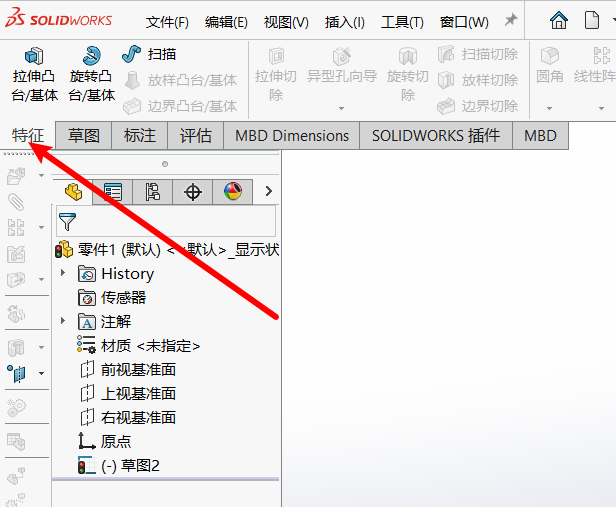 SOLIDWORKS 文件(F) 编辑(E) 视图(V) 插入(I) 工具(T) 窗口(W)
拉伸凸台/基体
旋转凸台/基体
扫描
放样凸台/基体
边界凸台/基体
拉伸切除
异型孔向导
旋转切除
扫描切除
放样切除
边界切除
圆角
线性阵
特征 草图 标注 评估 MBD Dimensions SOLIDWORKS 插件 MBD
零件1 (默认) <<默认>_显示状
History
传感器
注解
材质 <未指定>
前视基准面
上视基准面
右视基准面
原点
(-) 草图2